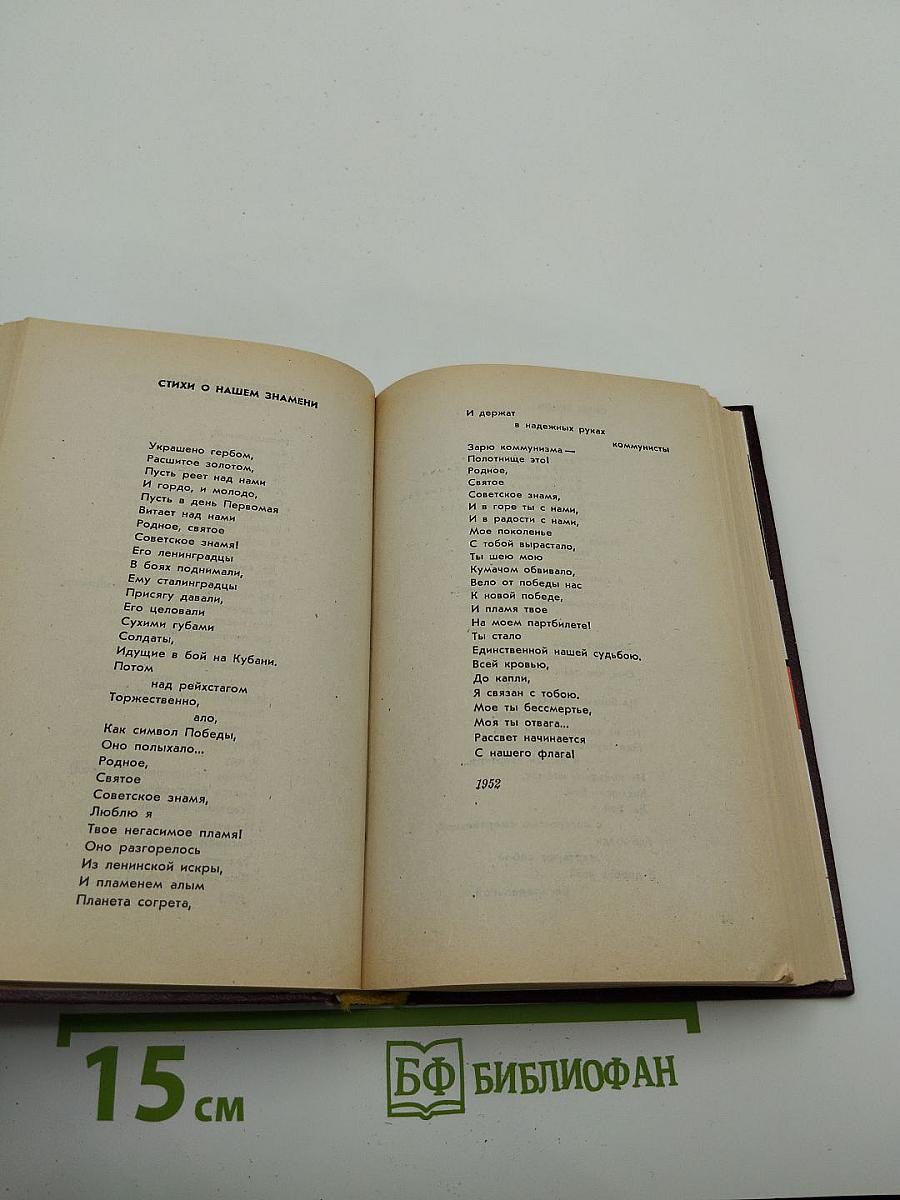 СТИХИ О НАШЕМ ЗНАМЕНИ
Украшено гербом,
Расшитое золотом,
Пусть реет над нами
И гордо, и молодо,
Пусть в день Первомая
Витает над нами
Родное, святое
Советское знамя!
Его ленинградцы
В боях поднимали,
Ему сталинградцы
Присягу давали,
Его целовали
Сухими губами
Солдаты,
Идущие в бой на Кубани.
Потом
над рейхстагом
Торжественно,
ало,
Как символ Победы,
Оно полыхало...
Родное,
Святое
Советское знамя,
Люблю я
Твое негасимое пламя!
Оно разгорелось
Из ленинской искры,
И пламенем алым
Планета согрета,
И держат
в надежных руках
коммунисты
Зарю коммунизма —
Полотнище это!
Родное,
Святое
Советское знамя,
И в горе ты с нами,
И в радости с нами,
Мое поколенье
С тобой вырастало,
Ты шею мою
Кумачом обвивало,
Вело от победы нас
К новой победе,
И пламя твое
На моем партбилете!
Ты стало
Единственной нашей судьбою.
Всей кровью,
До капли,
Я связан с тобою.
Мое ты бессмертье,
Моя ты отвага...
Рассвет начинается
С нашего флага!
1952
15 см
БФ БИБЛИОФАН